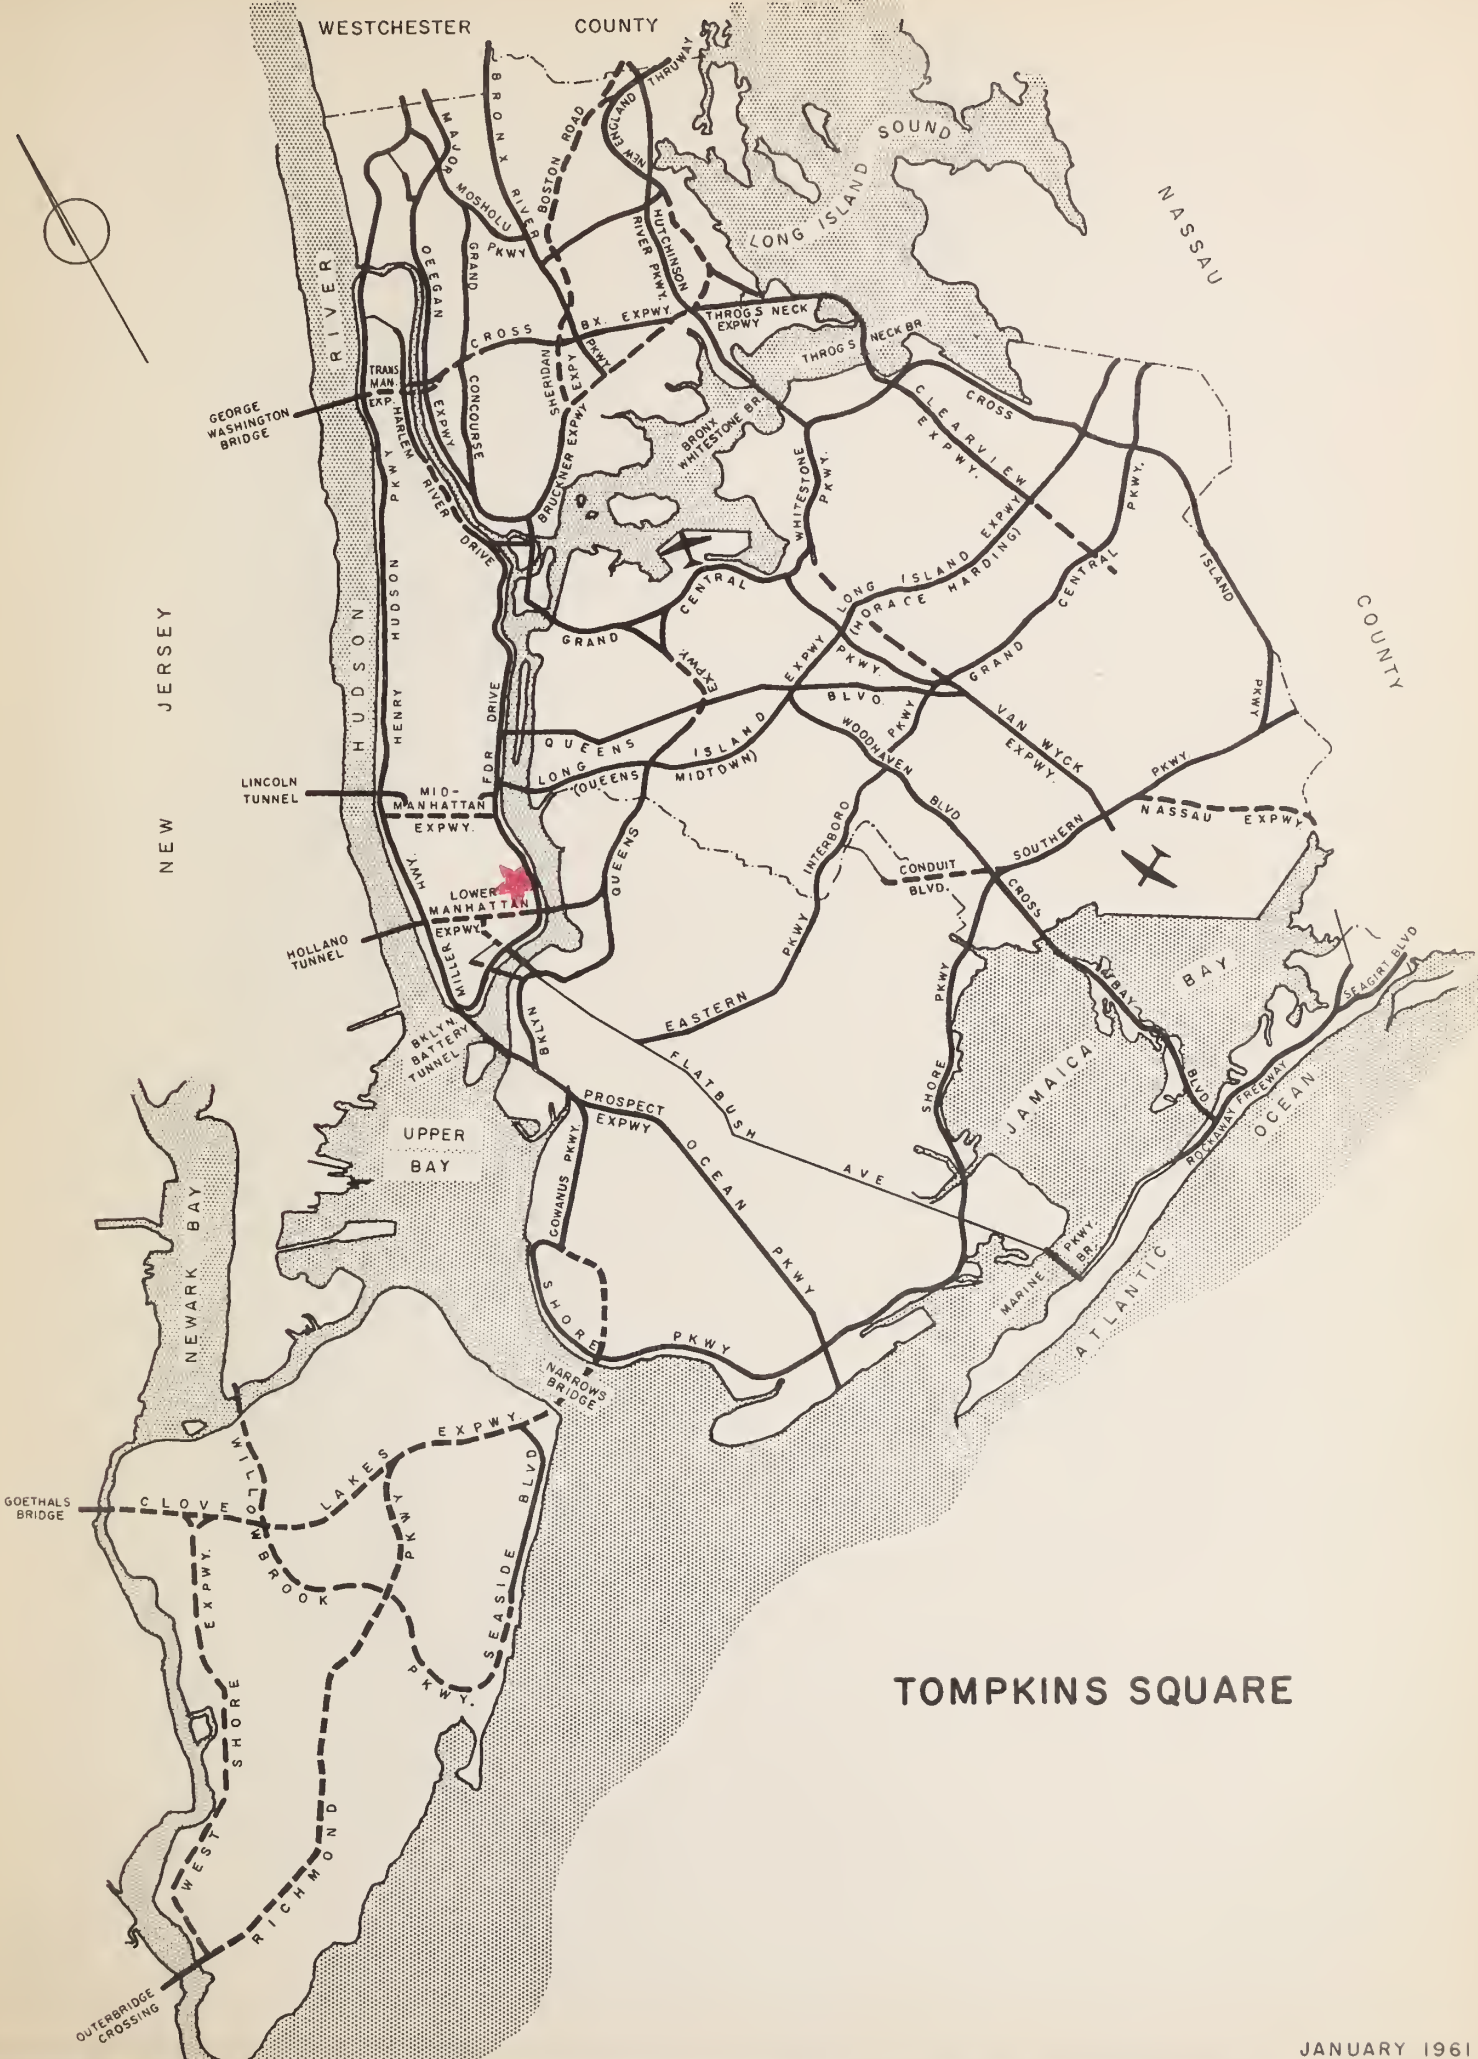 WESTCHESTER COUNTY
NEW ENGLAND THRUWAY
BRONX RIVER PKWY
BOSTON ROAD
MAJOR
MOSHOLU PKWY
LONG ISLAND SOUND
NASSAU COUNTY
HUTCHINSON RIVER PKWY.
DEEGAN EXPWY
GRAND CONCOURSE
CROSS BX. EXPWY
THROGS NECK
EXPWY
THROGS NECK BR.
SHERIDAN EXPWY
TRANS
MAN.
EXP.
GEORGE
WASHINGTON
BRIDGE
HARLEM RIVER DRIVE
BRUCKNER EXPWY
BRONX
WHITESTONE BR.
WHITESTONE PKWY.
CLEARVIEW EXPWY.
CROSS ISLAND PKWY
HUDSON RIVER
HENRY HUDSON PKWY
NEW JERSEY
GRAND CENTRAL PKWY.
GRAND CENTRAL PKWY.
LONG ISLAND EXPWY
(HORACE HARDING)
FDR DRIVE
QUEENS BLVD.
LONG ISLAND EXPWY
(QUEENS MIDTOWN)
QUEENS EXPWY.
WOODHAVEN BLVD
VAN WYCK
EXPWY.
LINCOLN
TUNNEL
MID-
MANHATTAN
EXPWY.
SOUTHERN PKWY
NASSAU EXPWY
INTERBORO PKWY
CONDUIT
BLVD.
LOWER
MANHATTAN
EXPWY.
HOLLAND
TUNNEL
MILLER HWY.
BKLYN.
BATTERY
TUNNEL
BKLYN
EASTERN PKWY
CROSS BAY BLVD
JAMAICA BAY
SEAGIRT BLVD
ROCKAWAY FREEWAY
FLATBUSH AVE
PROSPECT
EXPWY
OCEAN PKWY
GOWANUS PKWY.
SHORE PKWY
SHORE PKWY
MARINE PKWY.
BR.
ATLANTIC OCEAN
UPPER
BAY
NEWARK BAY
NARROWS
BRIDGE
GOETHALS
BRIDGE
CLOVE LAKES EXPWY.
WILLOWBROOK PKWY.
SEASIDE BLVD
WEST SHORE EXPWY.
RICHMOND PKWY
OUTERBRIDGE
CROSSING
TOMPKINS SQUARE
JANUARY 1961